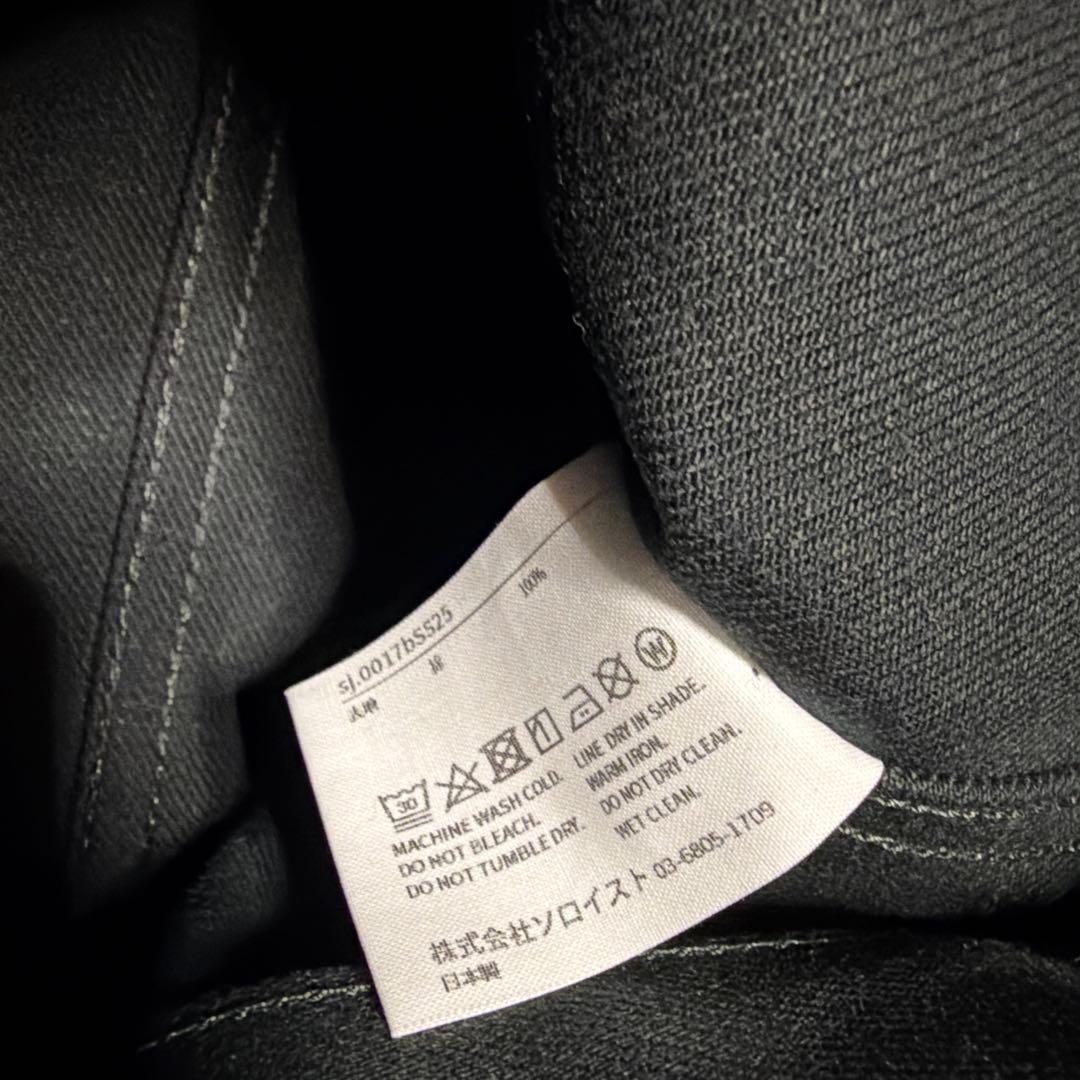 sj.0017bSS25
表地 綿 100%
30
W
MACHINE WASH COLD.
DO NOT BLEACH.
DO NOT TUMBLE DRY.
LINE DRY IN SHADE.
WARM IRON.
DO NOT DRY CLEAN.
WET CLEAN.
株式会社ソロイスト 03-6805-1709
日本製